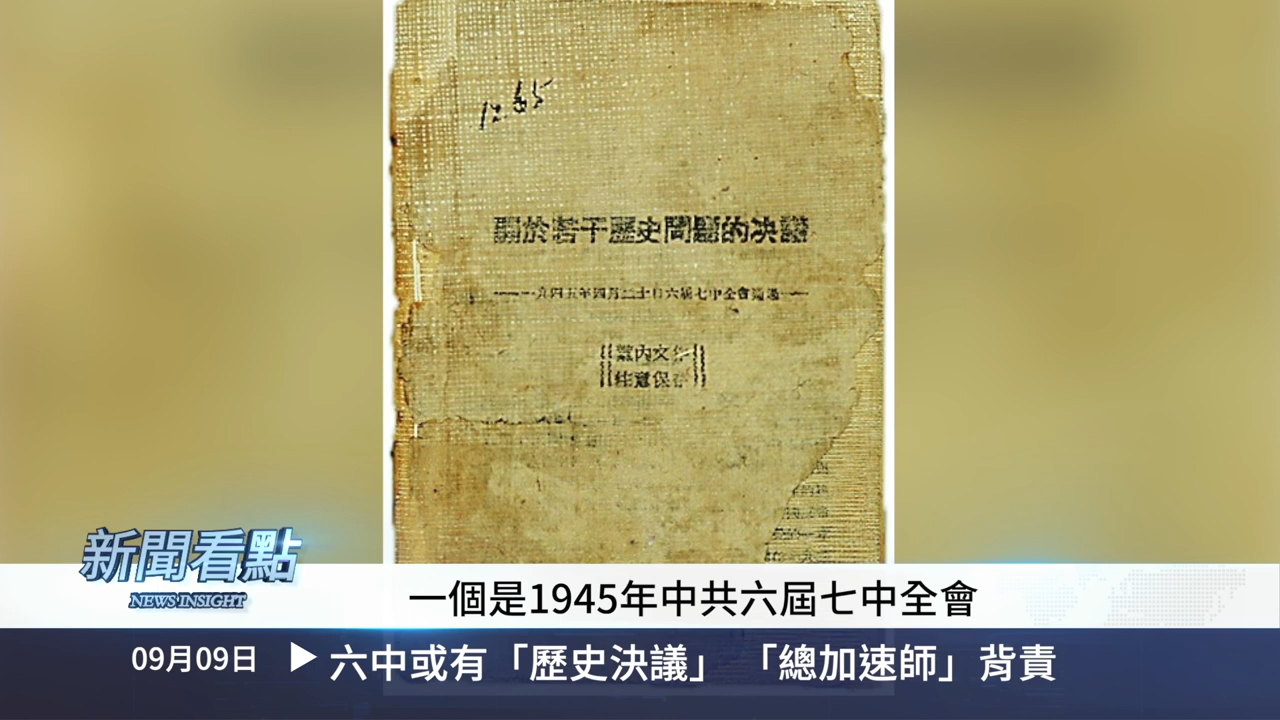 12.65
關於若干歷史問題的决議
一九四五年四月二十日六屆七中全會通過
黨內文件
注意保存
新聞看點
NEWS INSIGHT
一個是1945年中共六屆七中全會
09月09日 ▶ 六中或有「歷史決議」 「總加速師」背責